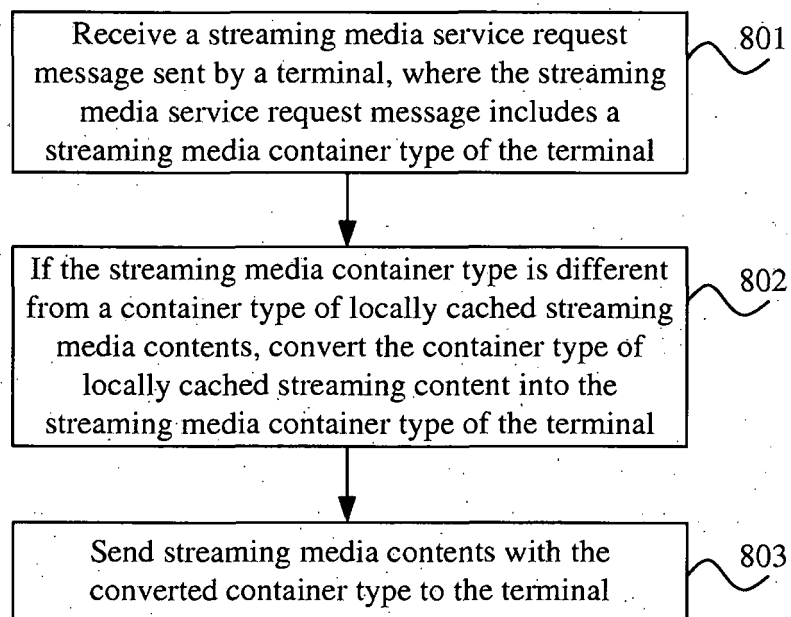 Receive a streaming media service request
message sent by a terminal, where the streaming
media service request message includes a
streaming media container type of the terminal
801
If the streaming media container type is different
from a container type of locally cached streaming
media contents, convert the container type of
locally cached streaming content into the
streaming media container type of the terminal
802
Send streaming media contents with the
converted container type to the terminal
803